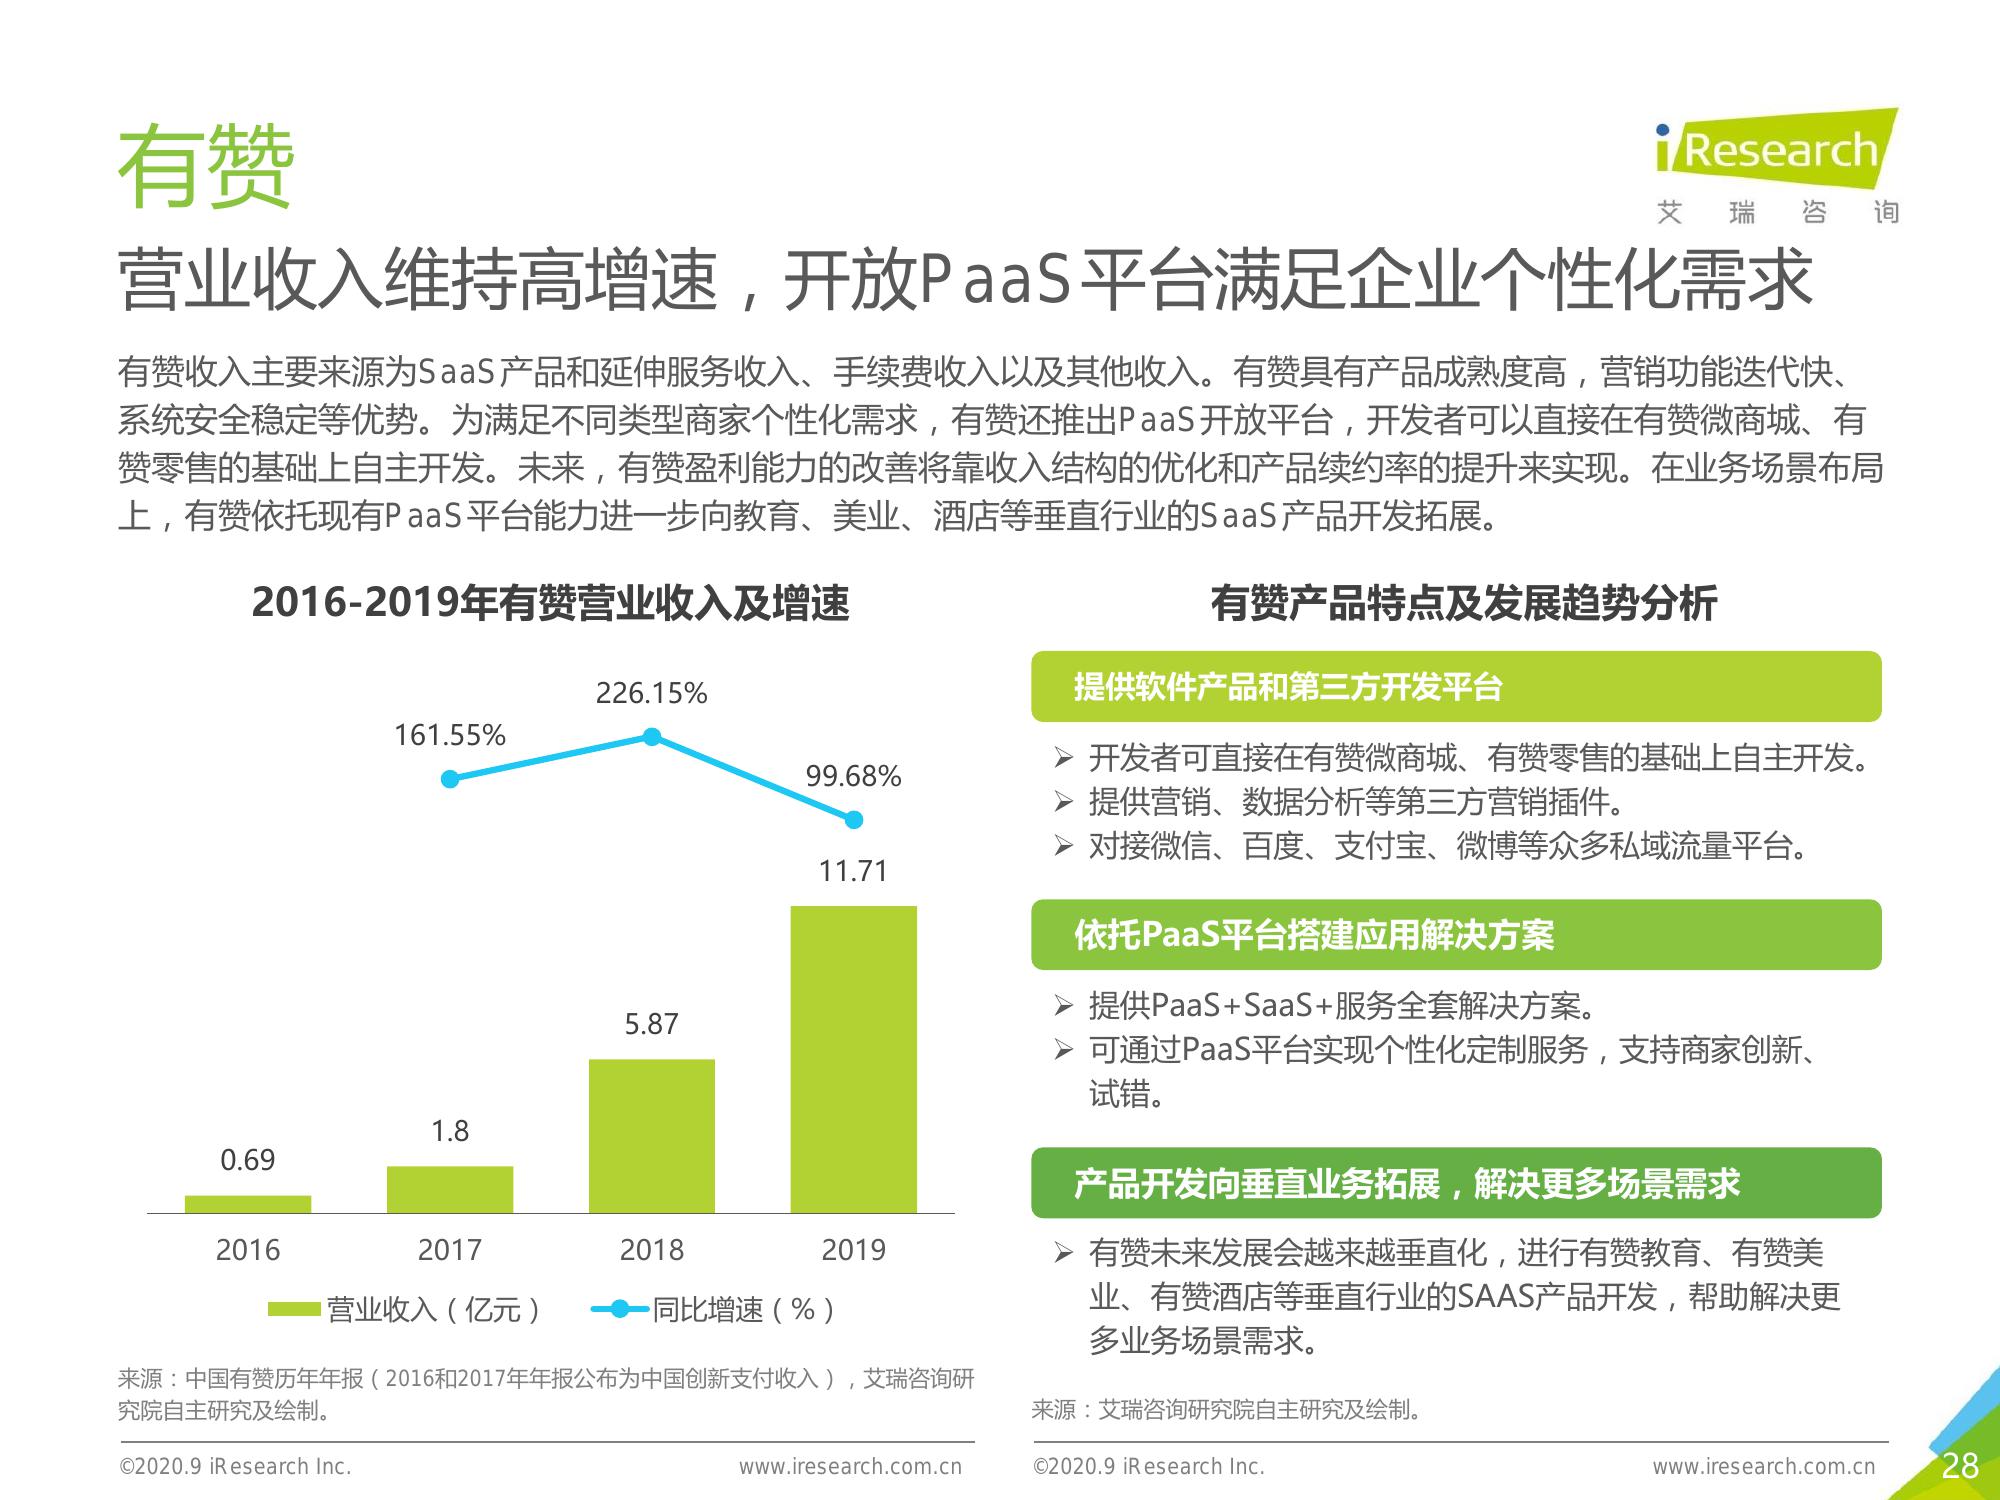 有赞
iResearch
艾瑞咨询
营业收入维持高增速，开放PaaS平台满足企业个性化需求
有赞收入主要来源为SaaS产品和延伸服务收入、手续费收入以及其他收入。有赞具有产品成熟度高，营销功能迭代快、
系统安全稳定等优势。为满足不同类型商家个性化需求，有赞还推出PaaS开放平台，开发者可以直接在有赞微商城、有
赞零售的基础上自主开发。未来，有赞盈利能力的改善将靠收入结构的优化和产品续约率的提升来实现。在业务场景布局
上，有赞依托现有PaaS平台能力进一步向教育、美业、酒店等垂直行业的SaaS产品开发拓展。
2016-2019年有赞营业收入及增速
226.15%
161.55%
99.68%
11.71
5.87
1.8
0.69
2016
2017
2018
2019
营业收入（亿元）
同比增速（%）
来源：中国有赞历年年报（2016和2017年年报公布为中国创新支付收入），艾瑞咨询研
究院自主研究及绘制。
有赞产品特点及发展趋势分析
提供软件产品和第三方开发平台
➢ 开发者可直接在有赞微商城、有赞零售的基础上自主开发。
➢ 提供营销、数据分析等第三方营销插件。
➢ 对接微信、百度、支付宝、微博等众多私域流量平台。
依托PaaS平台搭建应用解决方案
➢ 提供PaaS+SaaS+服务全套解决方案。
➢ 可通过PaaS平台实现个性化定制服务，支持商家创新、
试错。
产品开发向垂直业务拓展，解决更多场景需求
➢ 有赞未来发展会越来越垂直化，进行有赞教育、有赞美
业、有赞酒店等垂直行业的SAAS产品开发，帮助解决更
多业务场景需求。
来源：艾瑞咨询研究院自主研究及绘制。
©2020.9 iResearch Inc.
www.iresearch.com.cn
©2020.9 iResearch Inc.
www.iresearch.com.cn
28